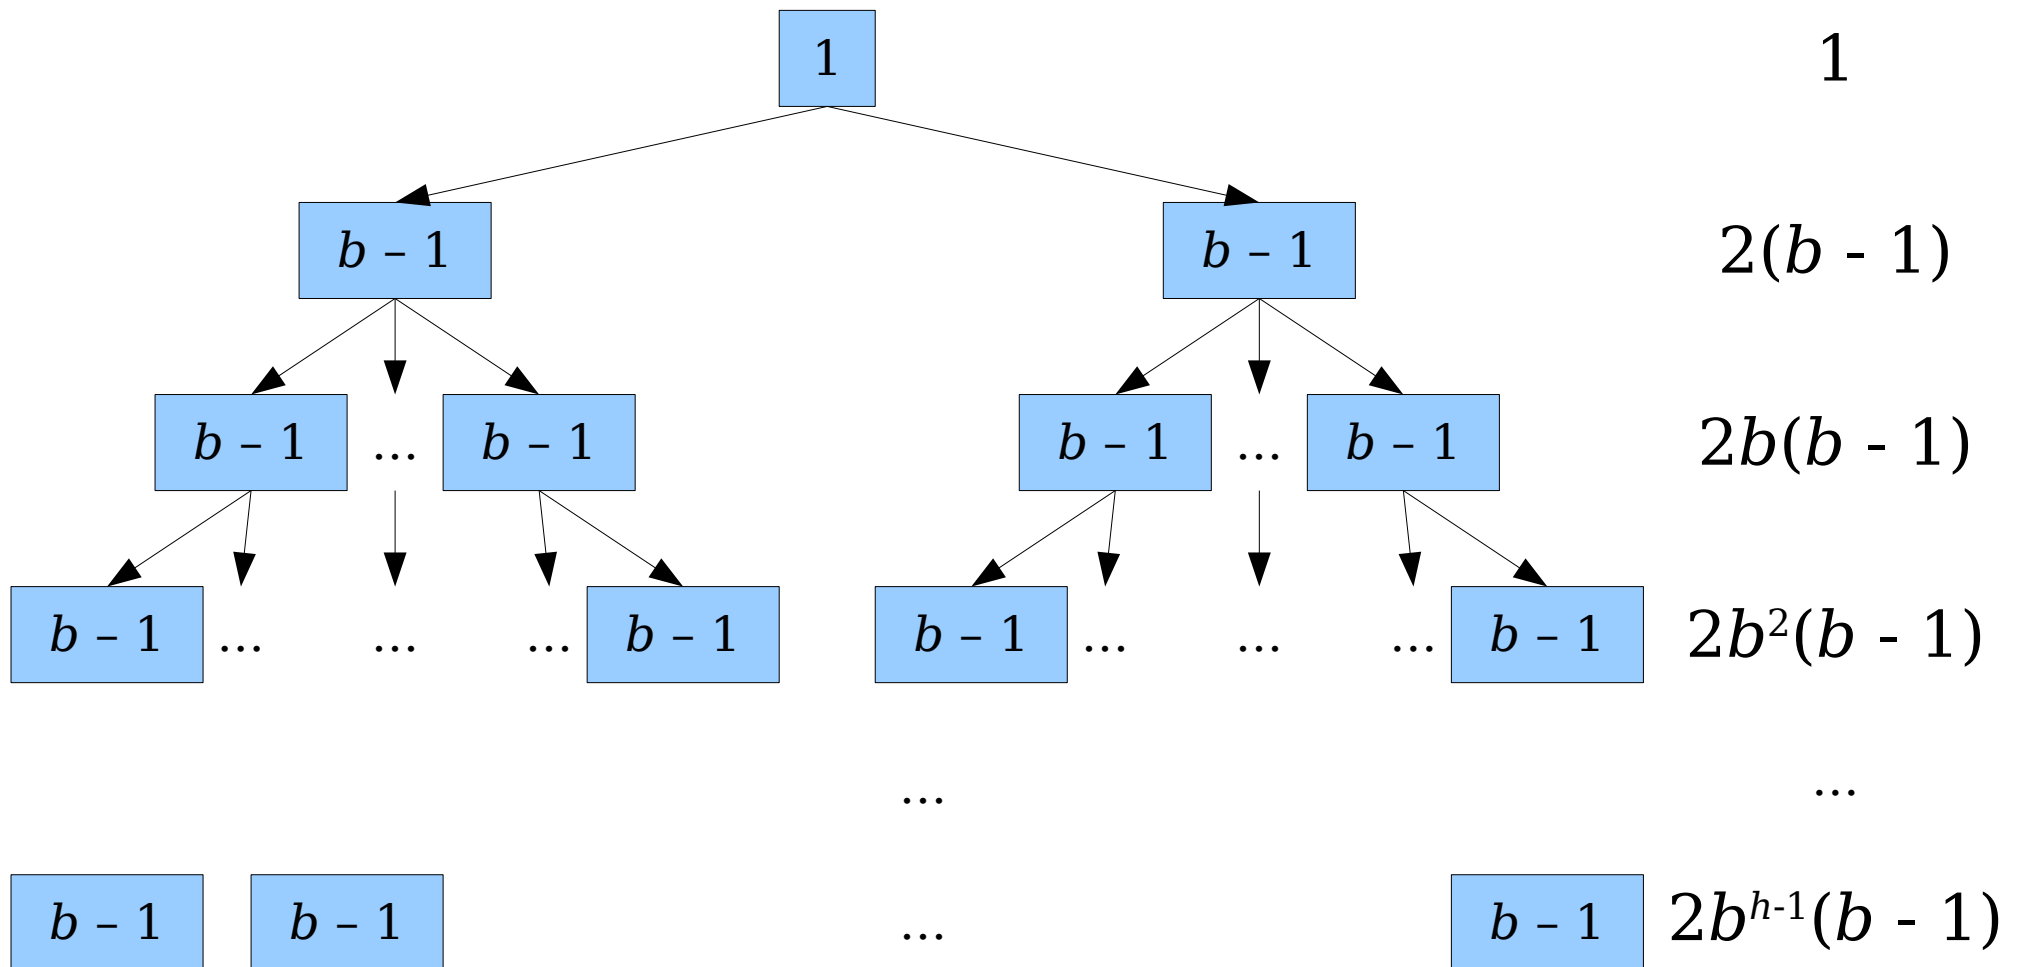 1 1
b – 1 b – 1 2(b - 1)
b – 1 ... b – 1 b – 1 ... b – 1 2b(b - 1)
b – 1 ... ... ... b – 1 b – 1 ... ... ... b – 1 2b²(b - 1)
... ...
b – 1 b – 1 ... b – 1 2bʰ⁻¹(b - 1)